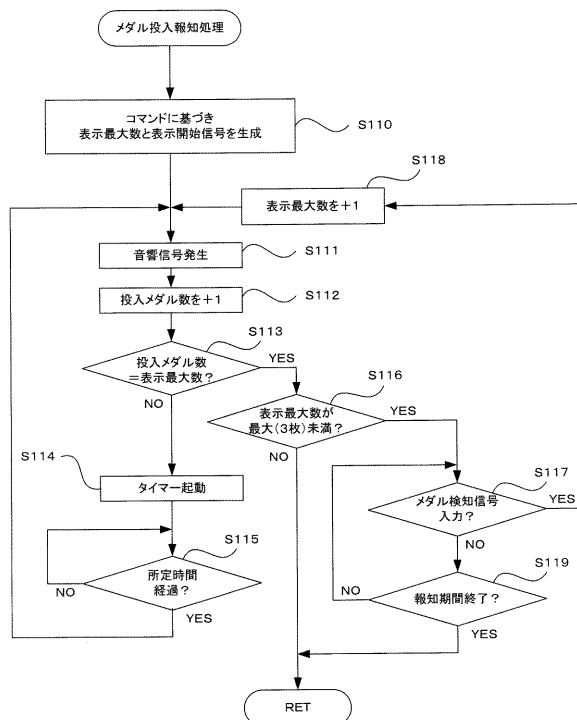 メダル投入報知処理
コマンドに基づき
表示最大数と表示開始信号を生成
S110
S118
表示最大数を+1
音響信号発生
S111
投入メダル数を+1
S112
S113
投入メダル数
=表示最大数?
YES
NO
S116
表示最大数が
最大(3枚)未満?
YES
NO
S114
タイマー起動
S117
メダル検知信号
入力?
YES
NO
S115
所定時間
経過?
NO
YES
S119
報知期間終了?
NO
YES
RET